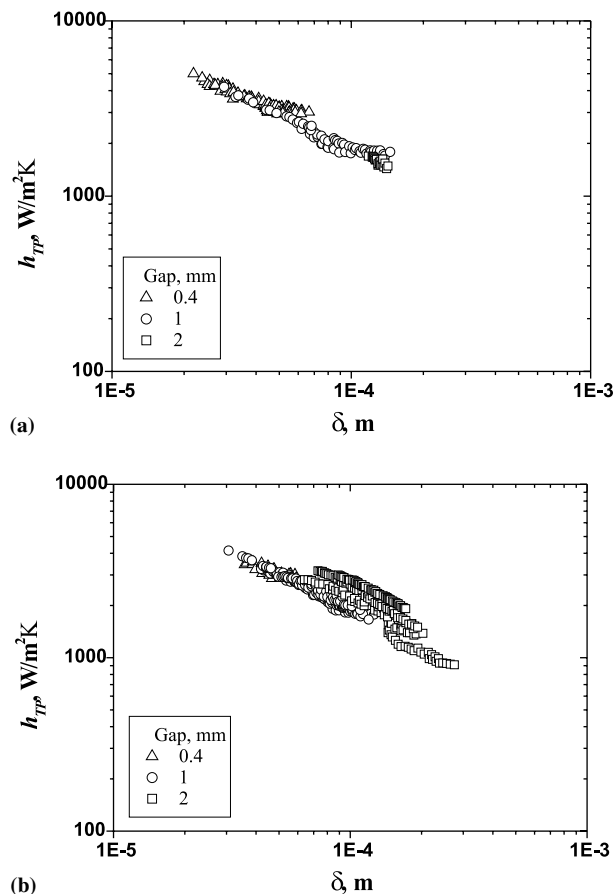 10000
1000
100
h_TP, W/m²K
Gap, mm
0.4
1
2
1E-5 1E-4 1E-3
(a)
δ, m
10000
1000
100
h_TP, W/m²K
Gap, mm
0.4
1
2
1E-5 1E-4 1E-3
(b)
δ, m